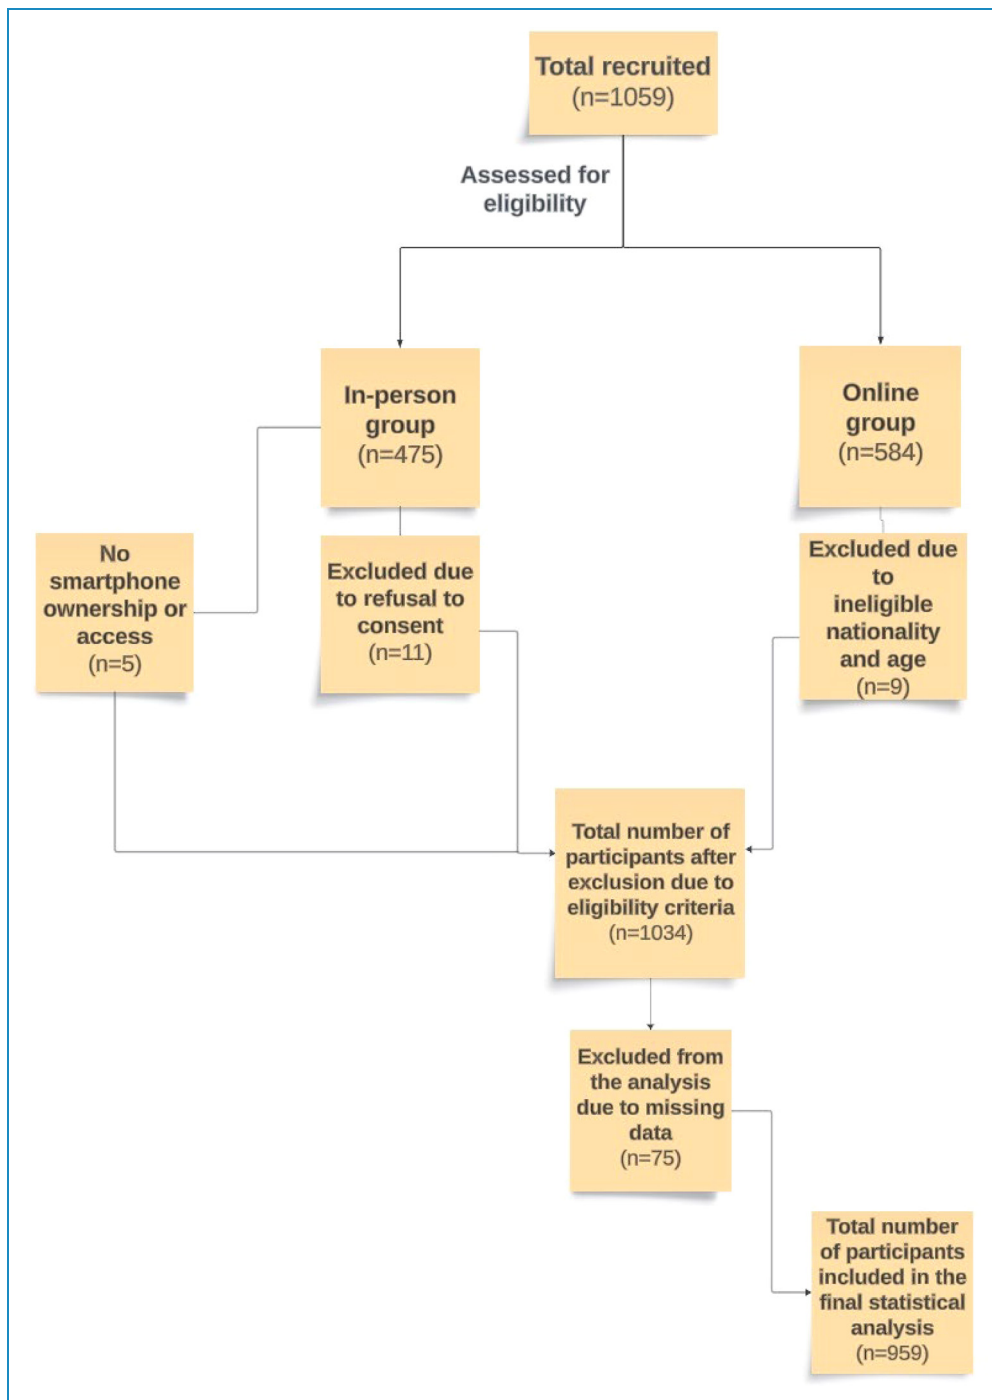 Total recruited
(n=1059)
Assessed for
eligibility
In-person
group
(n=475)
Online
group
(n=584)
No
smartphone
ownership or
access
(n=5)
Excluded due
to refusal to
consent
(n=11)
Excluded due
to
ineligible
nationality
and age
(n=9)
Total number of
participants after
exclusion due to
eligibility criteria
(n=1034)
Excluded from
the analysis
due to missing
data
(n=75)
Total number
of participants
included in the
final statistical
analysis
(n=959)